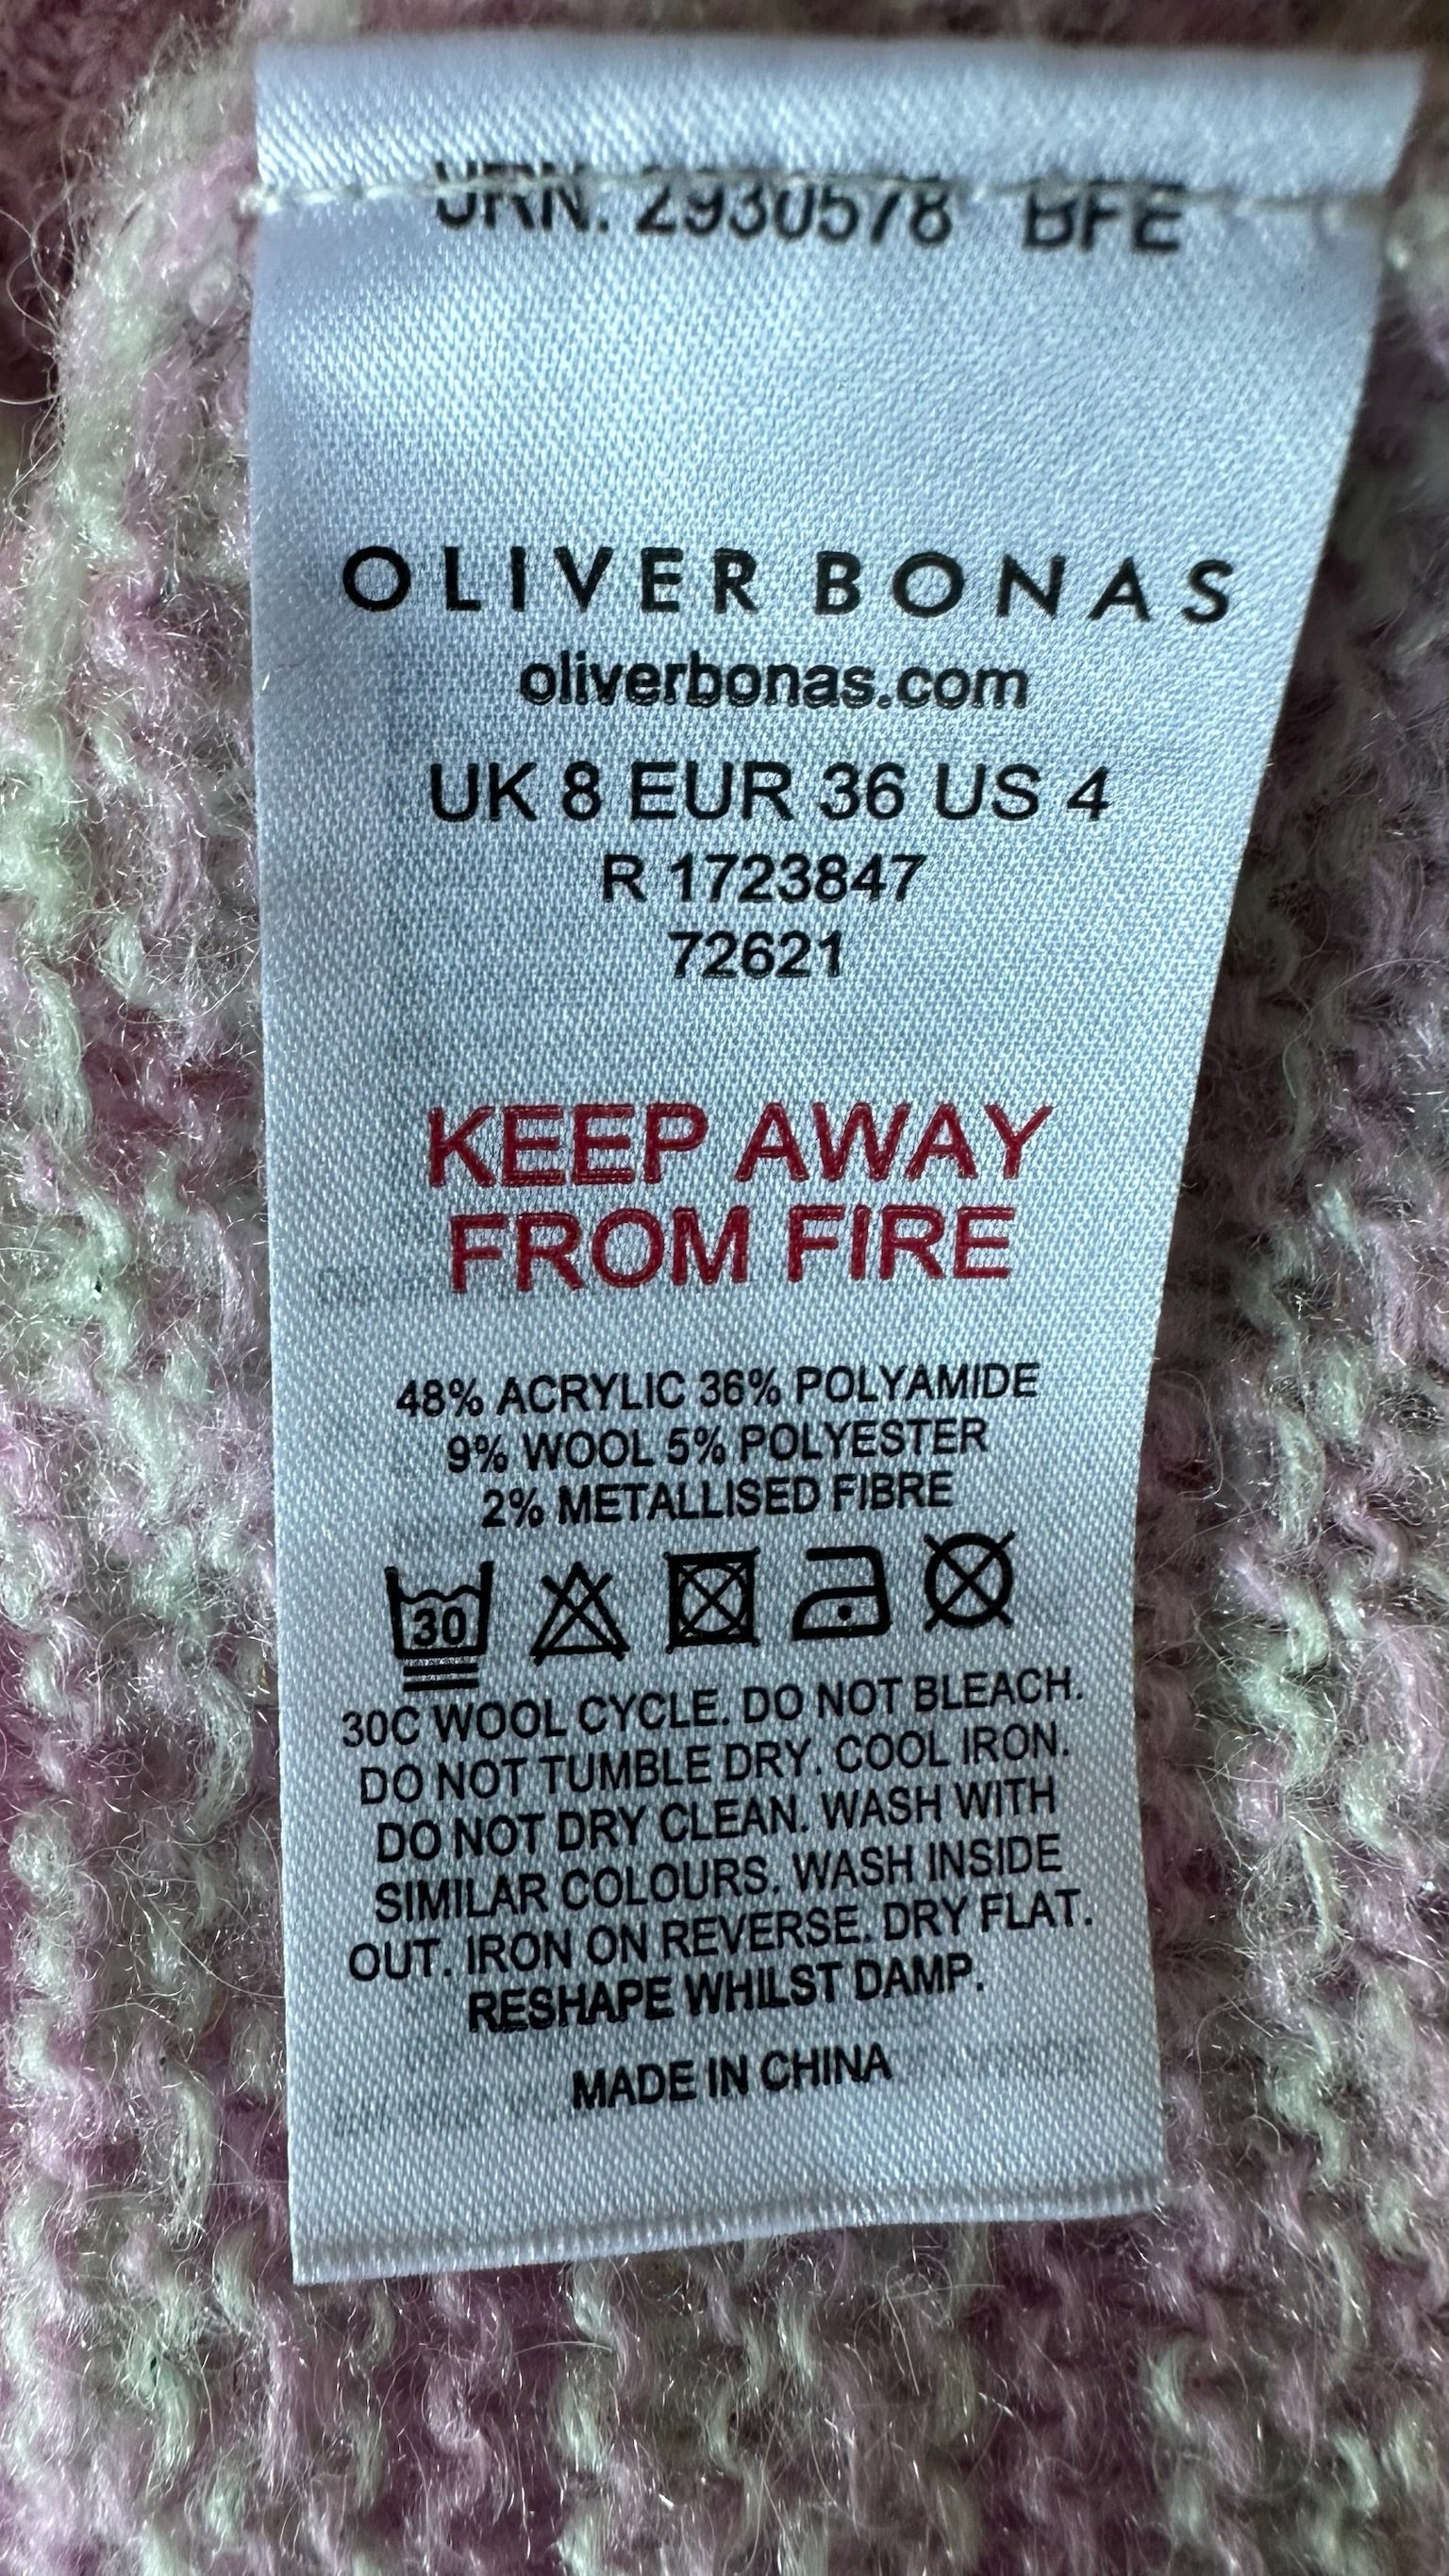 URN. 2930578 BFE
OLIVER BONAS
oliverbonas.com
UK 8 EUR 36 US 4
R 1723847
72621
KEEP AWAY
FROM FIRE
48% ACRYLIC 36% POLYAMIDE
9% WOOL 5% POLYESTER
2% METALLISED FIBRE
30
30C WOOL CYCLE. DO NOT BLEACH.
DO NOT TUMBLE DRY. COOL IRON.
DO NOT DRY CLEAN. WASH WITH
SIMILAR COLOURS. WASH INSIDE
OUT. IRON ON REVERSE. DRY FLAT.
RESHAPE WHILST DAMP.
MADE IN CHINA